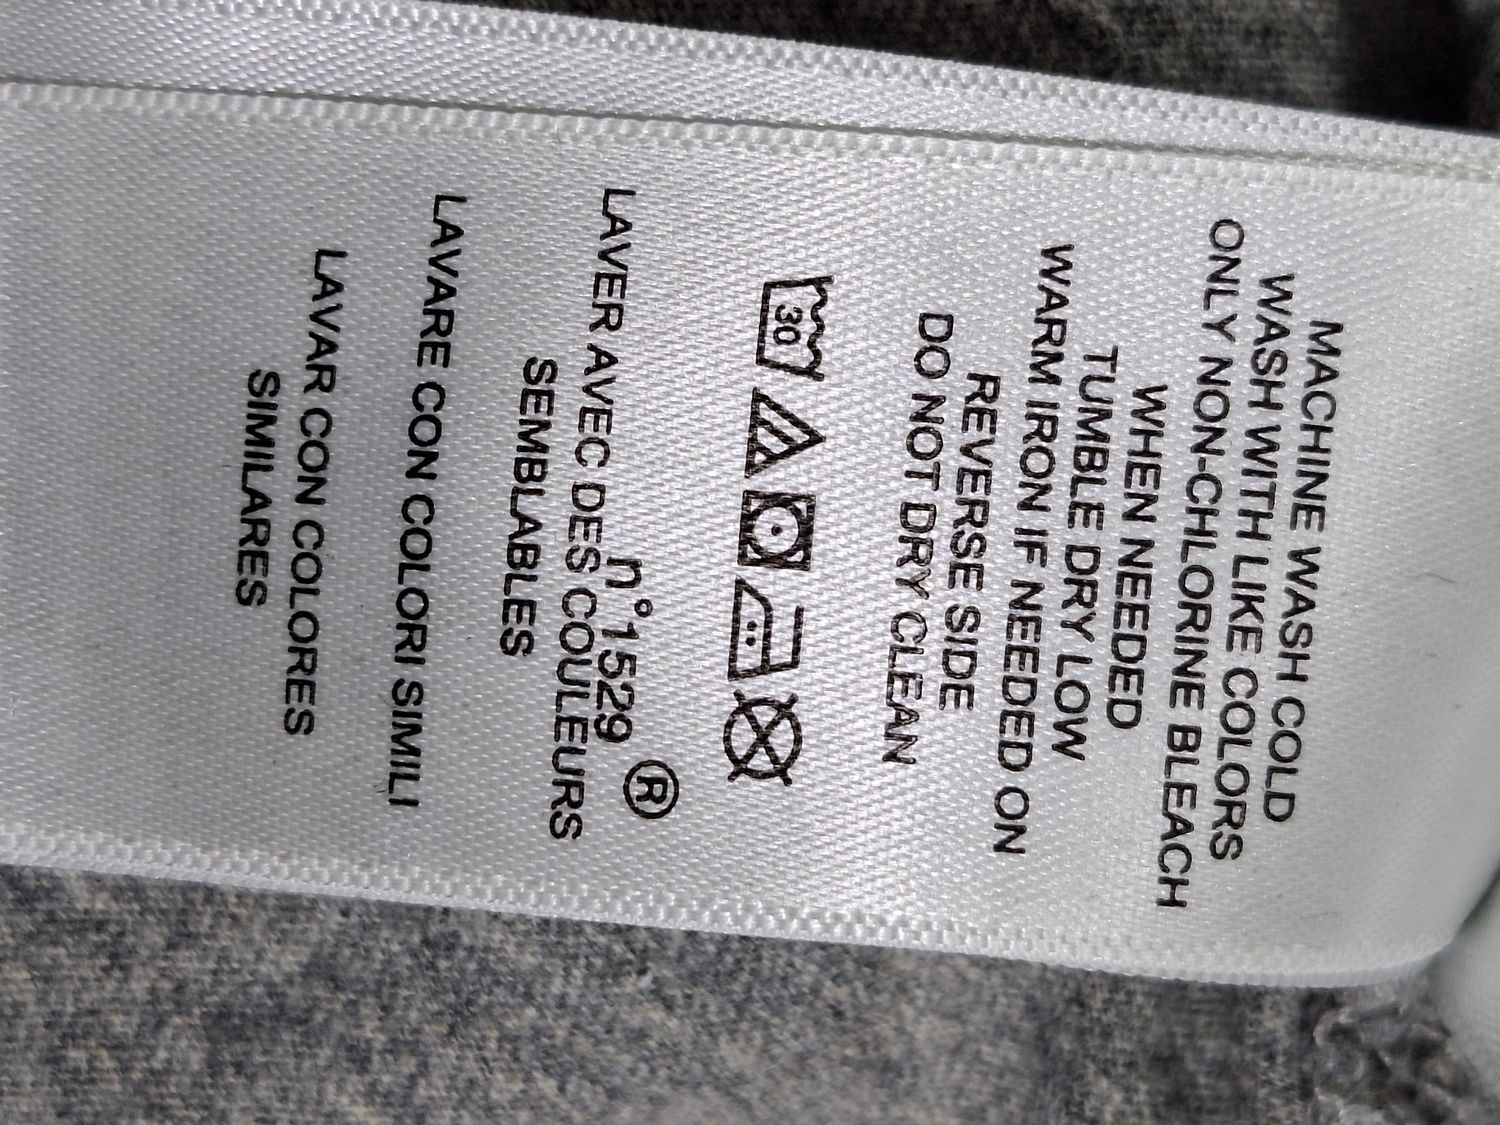 MACHINE WASH COLD
WASH WITH LIKE COLORS
ONLY NON-CHLORINE BLEACH
WHEN NEEDED
TUMBLE DRY LOW
WARM IRON IF NEEDED ON
REVERSE SIDE
DO NOT DRY CLEAN
30
n°1529 ®
LAVER AVEC DES COULEURS
SEMBLABLES
LAVARE CON COLORI SIMILI
LAVAR CON COLORES
SIMILARES